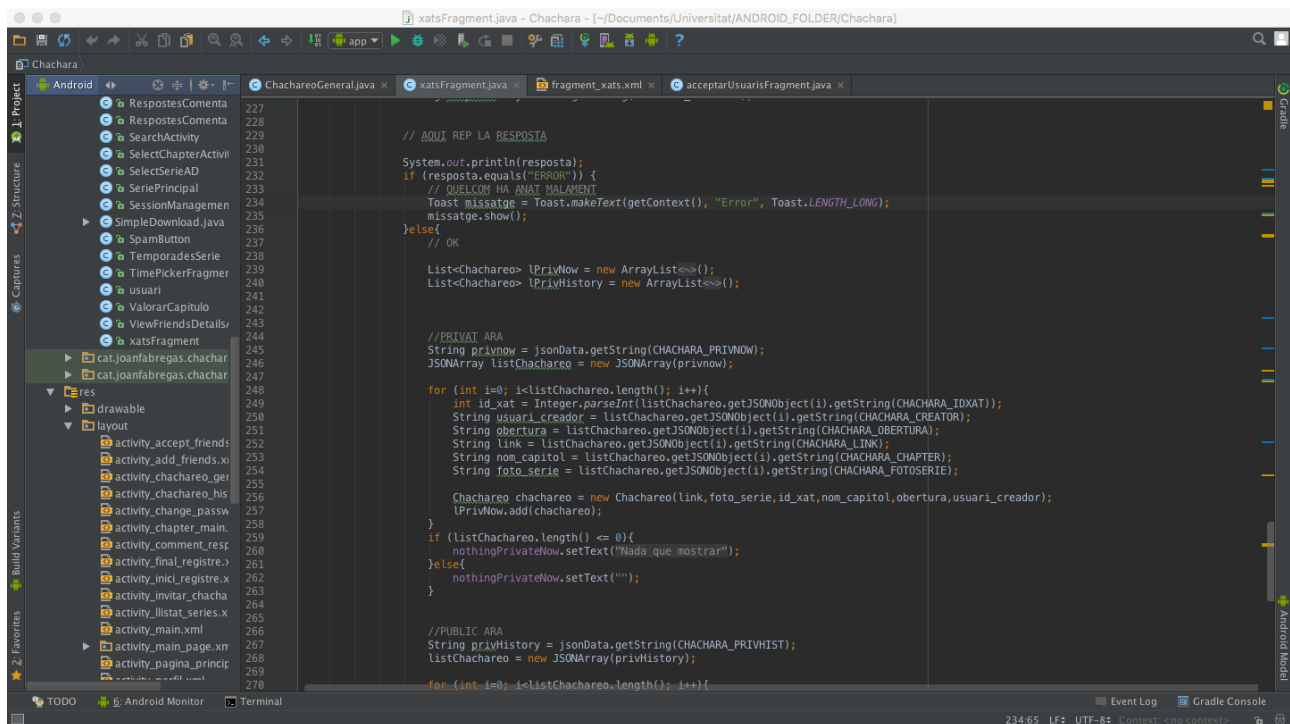 xatsFragment.java - Chachara - [~/Documents/Universitat/ANDROID_FOLDER/Chachara]
app
Chachara
Android
ChachareoGeneral.java
xatsFragment.java
fragment_xats.xml
acceptarUsuarisFragment.java
1: Project
Z: Structure
Captures
Build Variants
2: Favorites
RespostesComenta
RespostesComenta
SearchActivity
SelectChapterActivit
SelectSerieAD
SeriePrincipal
SessionManagemen
SimpleDownload.java
SpamButton
TemporadesSerie
TimePickerFragmer
usuari
ValorarCapitulo
ViewFriendsDetails
xatsFragment
cat.joanfabregas.chachar
cat.joanfabregas.chachar
res
drawable
layout
activity_accept_friends
activity_add_friends.xi
activity_chachareo_ger
activity_chachareo_his
activity_change_passw
activity_chapter_main.
activity_comment_resp
activity_final_registre.x
activity_inici_registre.x
activity_invitar_chacha
activity_llistat_series.x
activity_main.xml
activity_main_page.xm
activity_pagina_princip
227
228
229 // AQUI REP LA RESPOSTA
230
231 System.out.println(resposta);
232 if (resposta.equals("ERROR")) {
233 // QUELCOM HA ANAT MALAMENT
234 Toast missatge = Toast.makeText(getContext(), "Error", Toast.LENGTH_LONG);
235 missatge.show();
236 }else{
237 // OK
238
239 List<Chachareo> lPrivNow = new ArrayList<~>();
240 List<Chachareo> lPrivHistory = new ArrayList<~>();
241
242
243
244 //PRIVAT ARA
245 String privnow = jsonData.getString(CHACHARA_PRIVNOW);
246 JSONArray listChachareo = new JSONArray(privnow);
247
248 for (int i=0; i<listChachareo.length(); i++){
249 int id_xat = Integer.parseInt(listChachareo.getJSONObject(i).getString(CHACHARA_IDXAT));
250 String usuari_creador = listChachareo.getJSONObject(i).getString(CHACHARA_CREATOR);
251 String obertura = listChachareo.getJSONObject(i).getString(CHACHARA_OBERTURA);
252 String link = listChachareo.getJSONObject(i).getString(CHACHARA_LINK);
253 String nom_capitol = listChachareo.getJSONObject(i).getString(CHACHARA_CHAPTER);
254 String foto_serie = listChachareo.getJSONObject(i).getString(CHACHARA_FOTOSERIE);
255
256 Chachareo chachareo = new Chachareo(link,foto_serie,id_xat,nom_capitol,obertura,usuari_creador);
257 lPrivNow.add(chachareo);
258 }
259 if (listChachareo.length() <= 0){
260 nothingPrivateNow.setText("Nada que mostrar");
261 }else{
262 nothingPrivateNow.setText("");
263 }
264
265
266 //PUBLIC ARA
267 String privHistory = jsonData.getString(CHACHARA_PRIVHIST);
268 listChachareo = new JSONArray(privHistory);
269
270 for (int i=0; i<listChachareo.length(); i++){
Gradle
Android Model
TODO
6: Android Monitor
Terminal
Event Log
Gradle Console
234:65 LF UTF-8 Context: <no context>